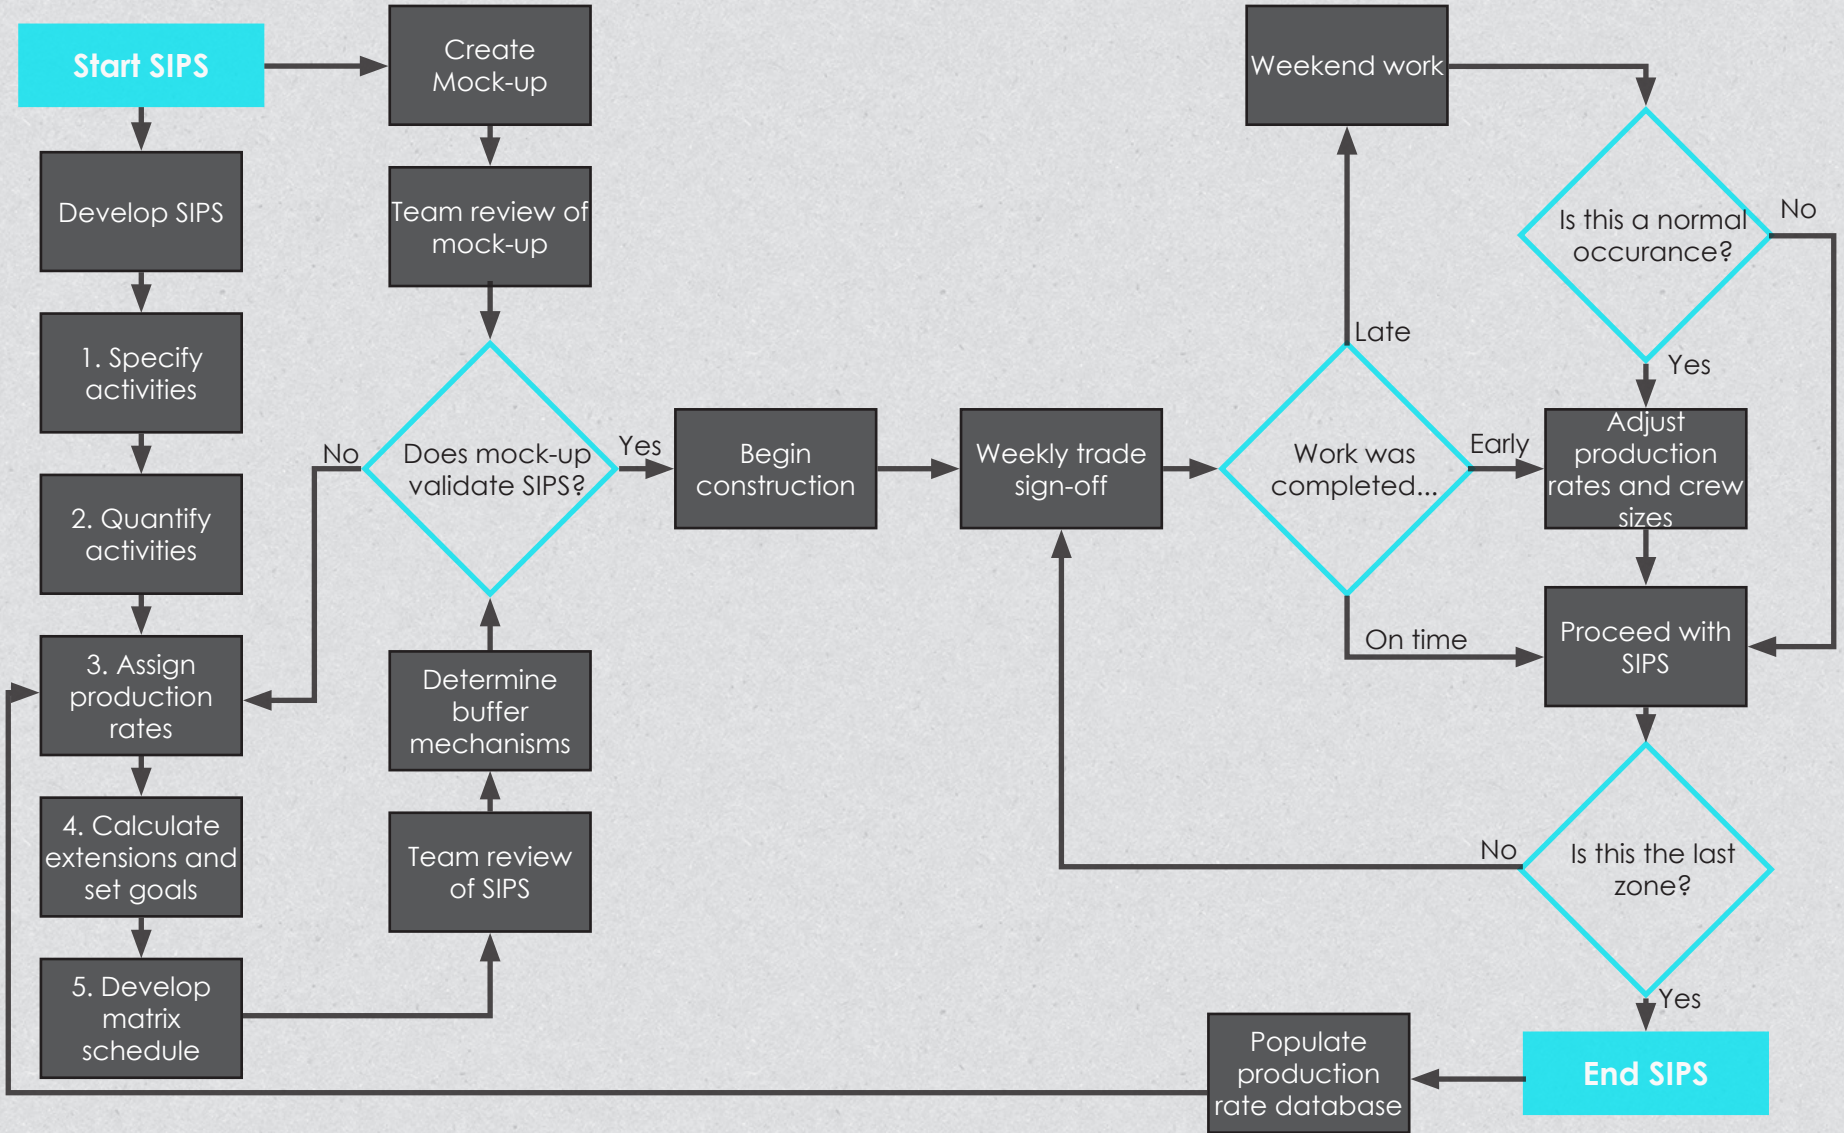 Start SIPS
Develop SIPS
1. Specify
activities
2. Quantify
activities
3. Assign
production
rates
4. Calculate
extensions and
set goals
5. Develop
matrix
schedule
Create
Mock-up
Team review of
mock-up
Does mock-up
validate SIPS?
No
Yes
Determine
buffer
mechanisms
Team review
of SIPS
Begin
construction
Weekly trade
sign-off
Work was
completed...
Late
Early
On time
Weekend work
Is this a normal
occurance?
No
Yes
Adjust
production
rates and crew
sizes
Proceed with
SIPS
Is this the last
zone?
No
Yes
End SIPS
Populate
production
rate database